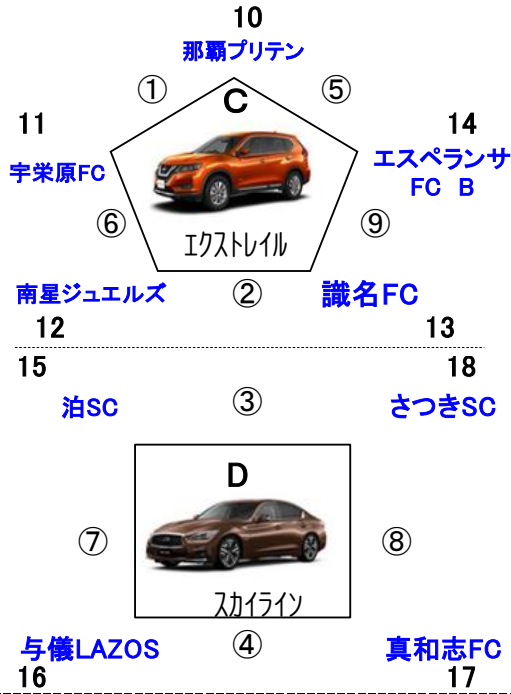 10
那覇ブリテン
① ⑤
C
11 14
宇栄原FC
エスペランサ
FC B
⑥ ⑨
エクストレイル
南星ジュエルズ ② 識名FC
12 13
15 18
泊SC ③ さつきSC
D
⑦ ⑧
スカイライン
与儀LAZOS ④ 真和志FC
16 17